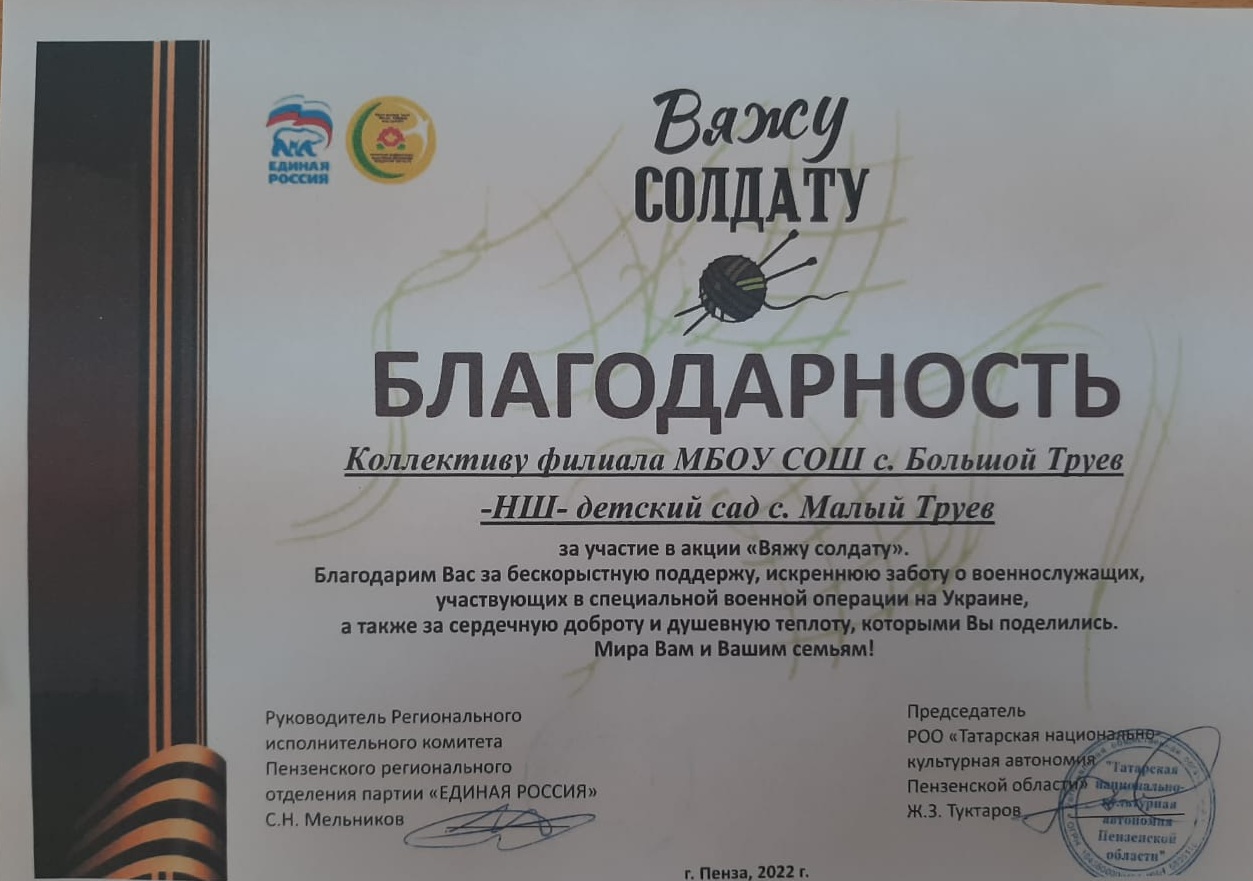 ЕДИНАЯ
РОССИЯ
Вяжу
СОЛДАТУ
БЛАГОДАРНОСТЬ
Коллективу филиала МБОУ СОШ с. Большой Труев
-НШ- детский сад с. Малый Труев
за участие в акции «Вяжу солдату».
Благодарим Вас за бескорыстную поддержу, искреннюю заботу о военнослужащих,
участвующих в специальной военной операции на Украине,
а также за сердечную доброту и душевную теплоту, которыми Вы поделились.
Мира Вам и Вашим семьям!
Руководитель Регионального
исполнительного комитета
Пензенского регионального
отделения партии «ЕДИНАЯ РОССИЯ»
С.Н. Мельников
Председатель
РОО «Татарская национально-
культурная автономия
Пензенской области»
Ж.З. Туктаров
"Татарская
национально-
культурная
автономия
Пензенской
области"
г. Пенза, 2022 г.